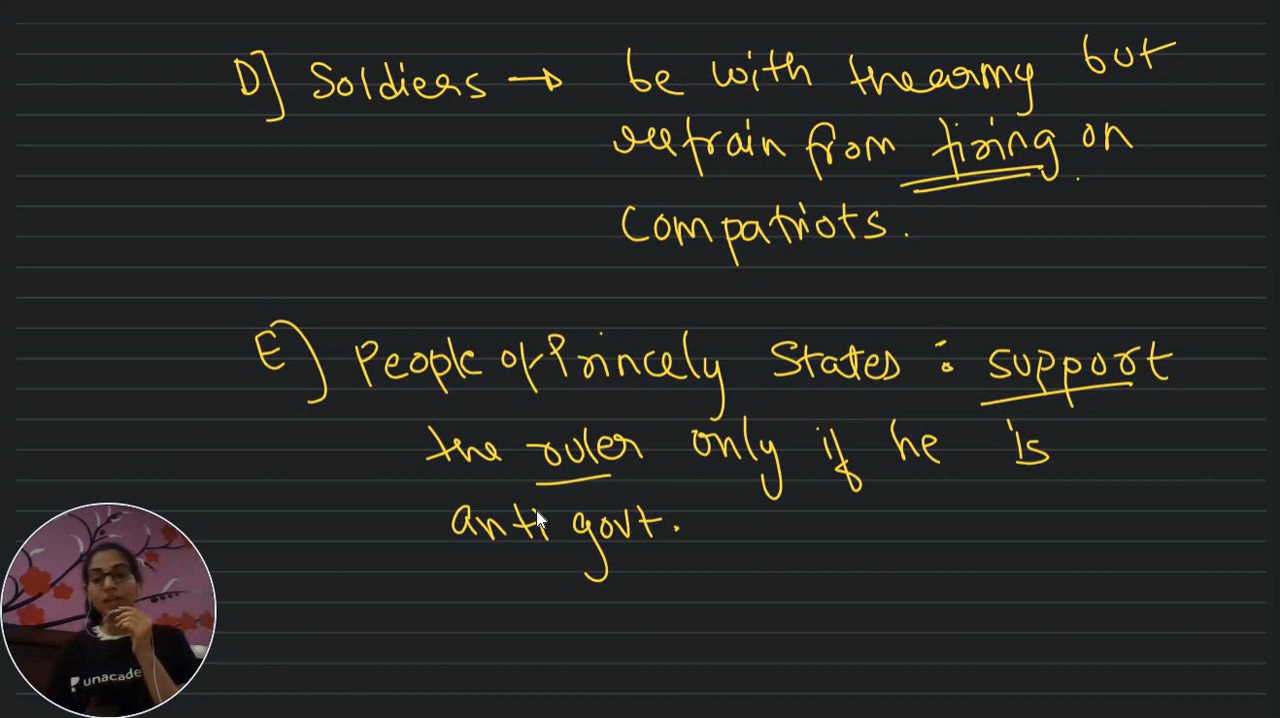 D] Soldiers → be with the army but
refrain from firing on
compatriots.
E) People of Princely States : support
the ruler only if he is
anti govt.
unacade